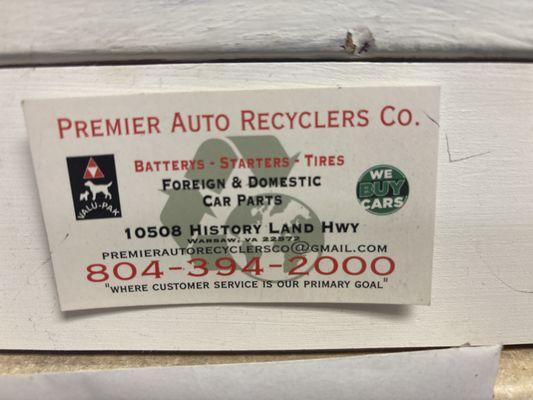 PREMIER AUTO RECYCLERS CO.
BATTERYS - STARTERS - TIRES
FOREIGN & DOMESTIC
CAR PARTS
VALU-PAK
WE
BUY
CARS
10508 HISTORY LAND HWY
WARSAW, VA 22572
PREMIERAUTORECYCLERSCO@GMAIL.COM
804-394-2000
"WHERE CUSTOMER SERVICE IS OUR PRIMARY GOAL"